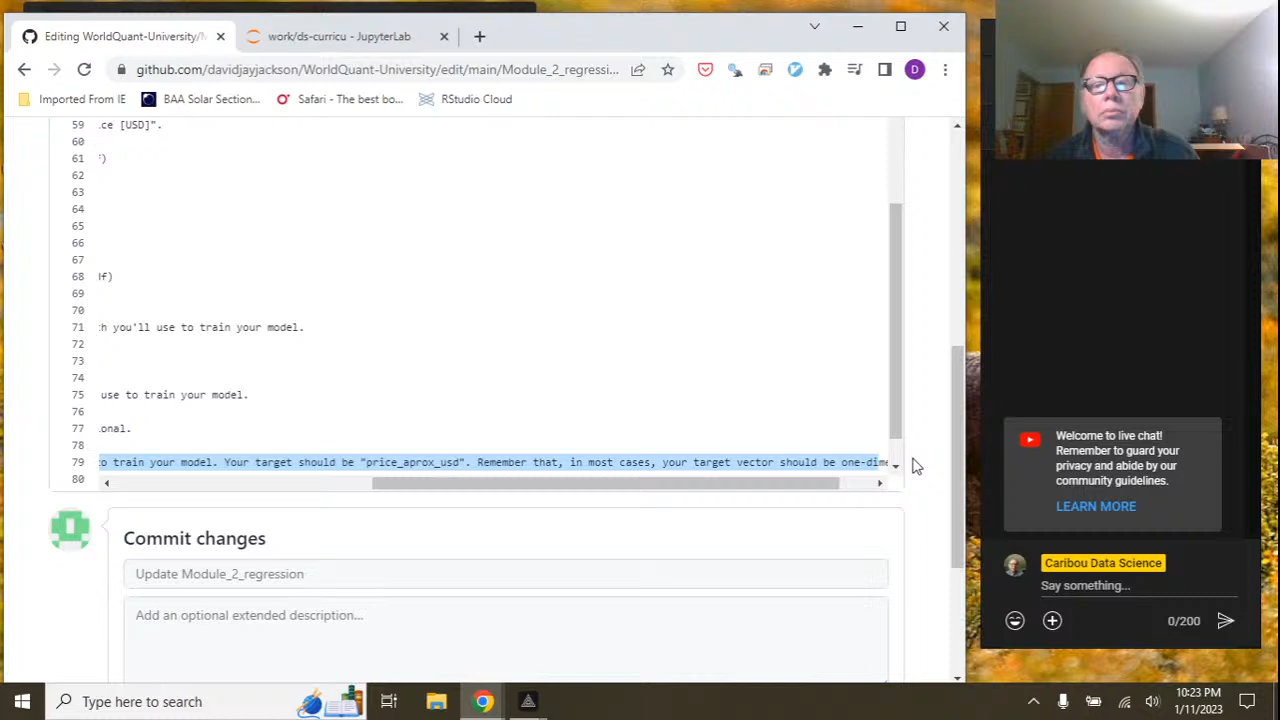 Editing WorldQuant-University/M
work/ds-curricu - JupyterLab
github.com/davidjayjackson/WorldQuant-University/edit/main/Module_2_regressi...
D
Imported From IE
BAA Solar Section...
Safari - The best bo...
RStudio Cloud
59 ce [USD]".
60
61 ')
62
63
64
65
66
67
68 df)
69
70
71 h you'll use to train your model.
72
73
74
75 use to train your model.
76
77 onal.
78
79 to train your model. Your target should be "price_aprox_usd". Remember that, in most cases, your target vector should be one-dime
80
Commit changes
Update Module_2_regression
Add an optional extended description...
Welcome to live chat!
Remember to guard your
privacy and abide by our
community guidelines.
LEARN MORE
Caribou Data Science
Say something...
0/200
Type here to search
10:23 PM
1/11/2023